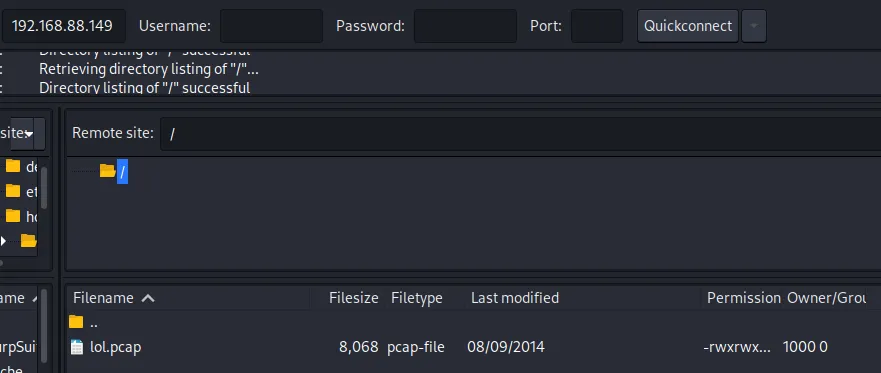 192.168.88.149 Username: Password: Port: Quickconnect
: Directory listing of "/" successful
: Retrieving directory listing of "/"...
: Directory listing of "/" successful
site: Remote site: /
de
et
ho
/
ame Filename Filesize Filetype Last modified Permission Owner/Grou
..
urpSui lol.pcap 8,068 pcap-file 08/09/2014 -rwxrwx... 1000 0
che